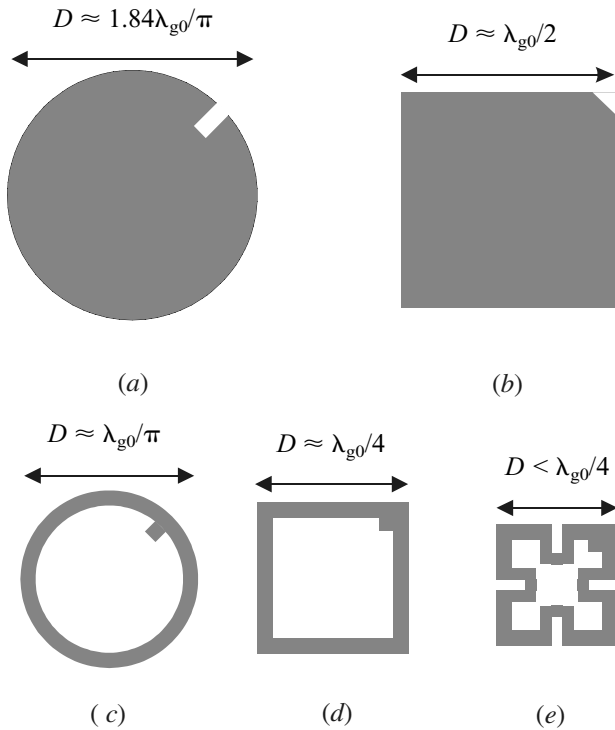 D ≈ 1.84λg0/π
D ≈ λg0/2
(a)
(b)
D ≈ λg0/π
D ≈ λg0/4
D < λg0/4
( c)
(d)
(e)